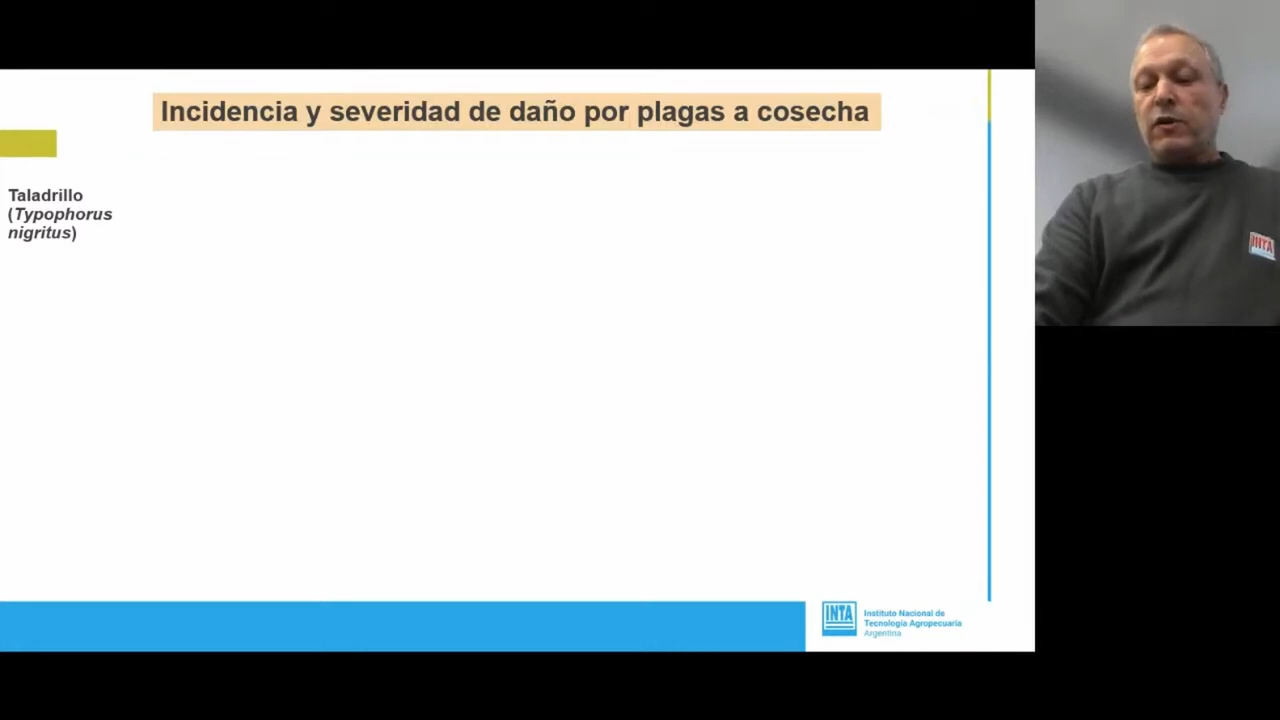 Incidencia y severidad de daño por plagas a cosecha
Taladrillo
(Typophorus
nigritus)
INTA
Instituto Nacional de
Tecnología Agropecuaria
Argentina
INTA